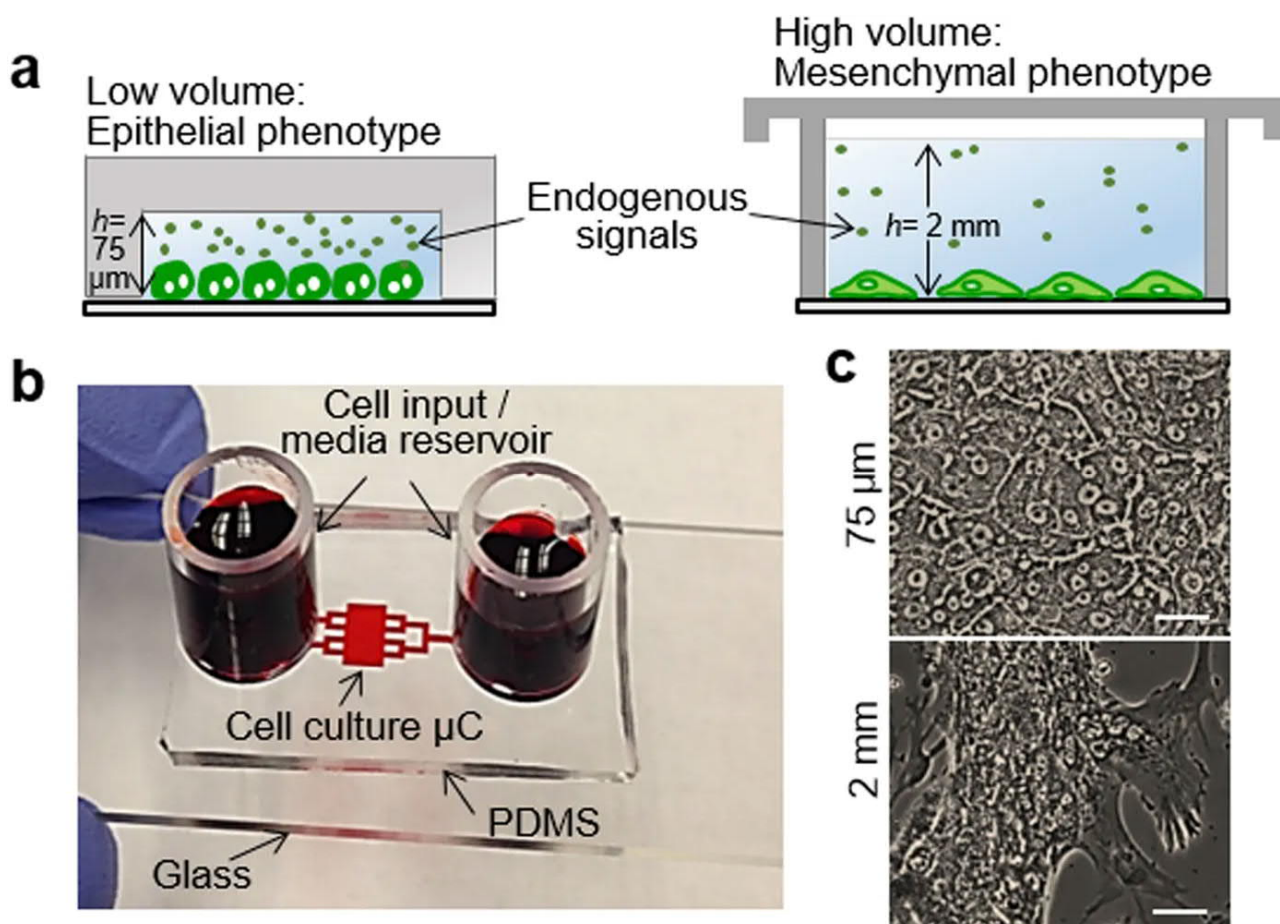 a
Low volume:
Epithelial phenotype
High volume:
Mesenchymal phenotype
h=
75
µm
Endogenous
signals
h= 2 mm
b
Cell input /
media reservoir
Cell culture µC
PDMS
Glass
c
75 µm
2 mm